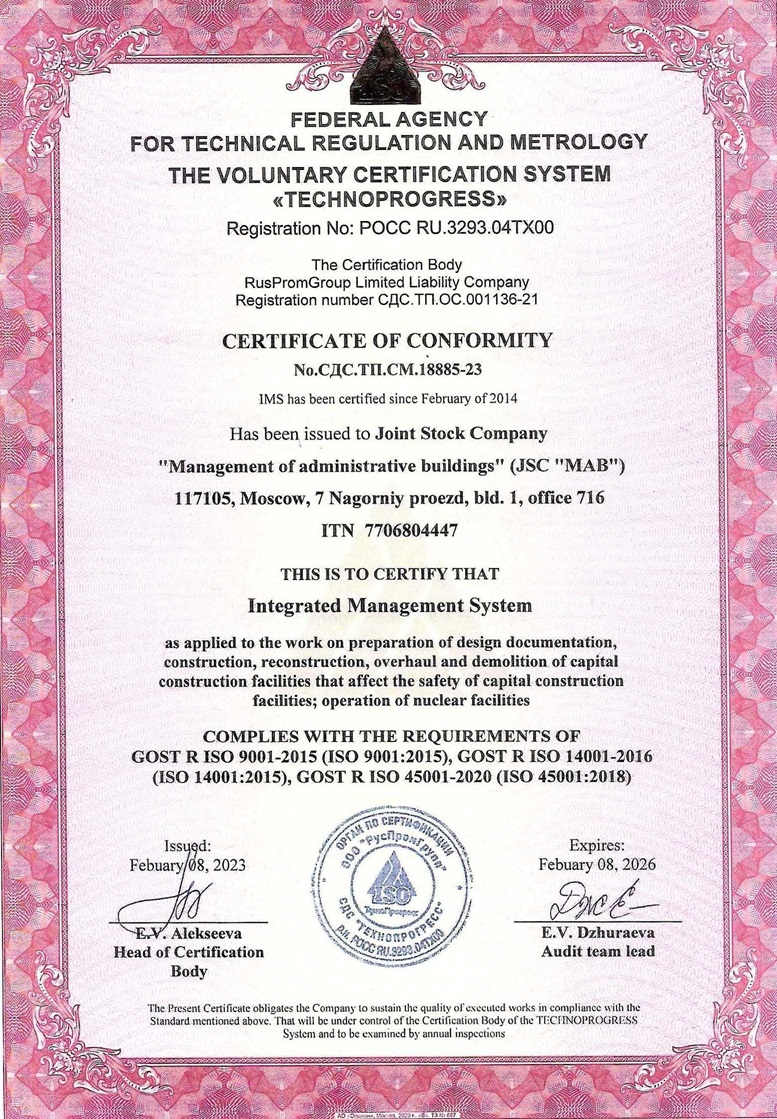 FEDERAL AGENCY
FOR TECHNICAL REGULATION AND METROLOGY
THE VOLUNTARY CERTIFICATION SYSTEM
«TECHNOPROGRESS»
Registration No: РОСС RU.3293.04ТХ00
The Certification Body
RusPromGroup Limited Liability Company
Registration number СДС.ТП.ОС.001136-21
CERTIFICATE OF CONFORMITY
No.СДС.ТП.СМ.18885-23
IMS has been certified since February of 2014
Has been issued to Joint Stock Company
"Management of administrative buildings" (JSC "MAB")
117105, Moscow, 7 Nagorniy proezd, bld. 1, office 716
ITN 7706804447
THIS IS TO CERTIFY THAT
Integrated Management System
as applied to the work on preparation of design documentation,
construction, reconstruction, overhaul and demolition of capital
construction facilities that affect the safety of capital construction
facilities; operation of nuclear facilities
COMPLIES WITH THE REQUIREMENTS OF
GOST R ISO 9001-2015 (ISO 9001:2015), GOST R ISO 14001-2016
(ISO 14001:2015), GOST R ISO 45001-2020 (ISO 45001:2018)
Issued:
Febuary 08, 2023
E.V. Alekseeva
Head of Certification
Body
ОРГАН ПО СЕРТИФИКАЦИИ
ООО "РусПромГрупп"
ISO
ТехноПрогресс
СДС "ТЕХНОПРОГРЕСС"
р.н. РОСС RU.3293.04ТХ00
Expires:
Febuary 08, 2026
E.V. Dzhuraeva
Audit team lead
The Present Certificate obligates the Company to sustain the quality of executed works in compliance with the
Standard mentioned above. That will be under control of the Certification Body of the TECHNOPROGRESS
System and to be examined by annual inspections